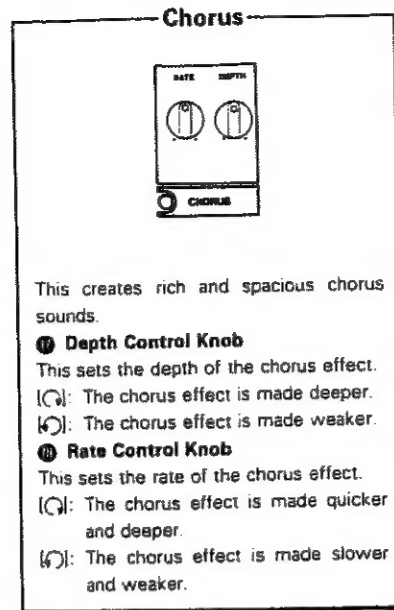 Chorus
RATE DEPTH
CHORUS
This creates rich and spacious chorus
sounds.
Depth Control Knob
This sets the depth of the chorus effect.
[↻]: The chorus effect is made deeper.
[↺]: The chorus effect is made weaker.
Rate Control Knob
This sets the rate of the chorus effect.
[↻]: The chorus effect is made quicker
and deeper.
[↺]: The chorus effect is made slower
and weaker.